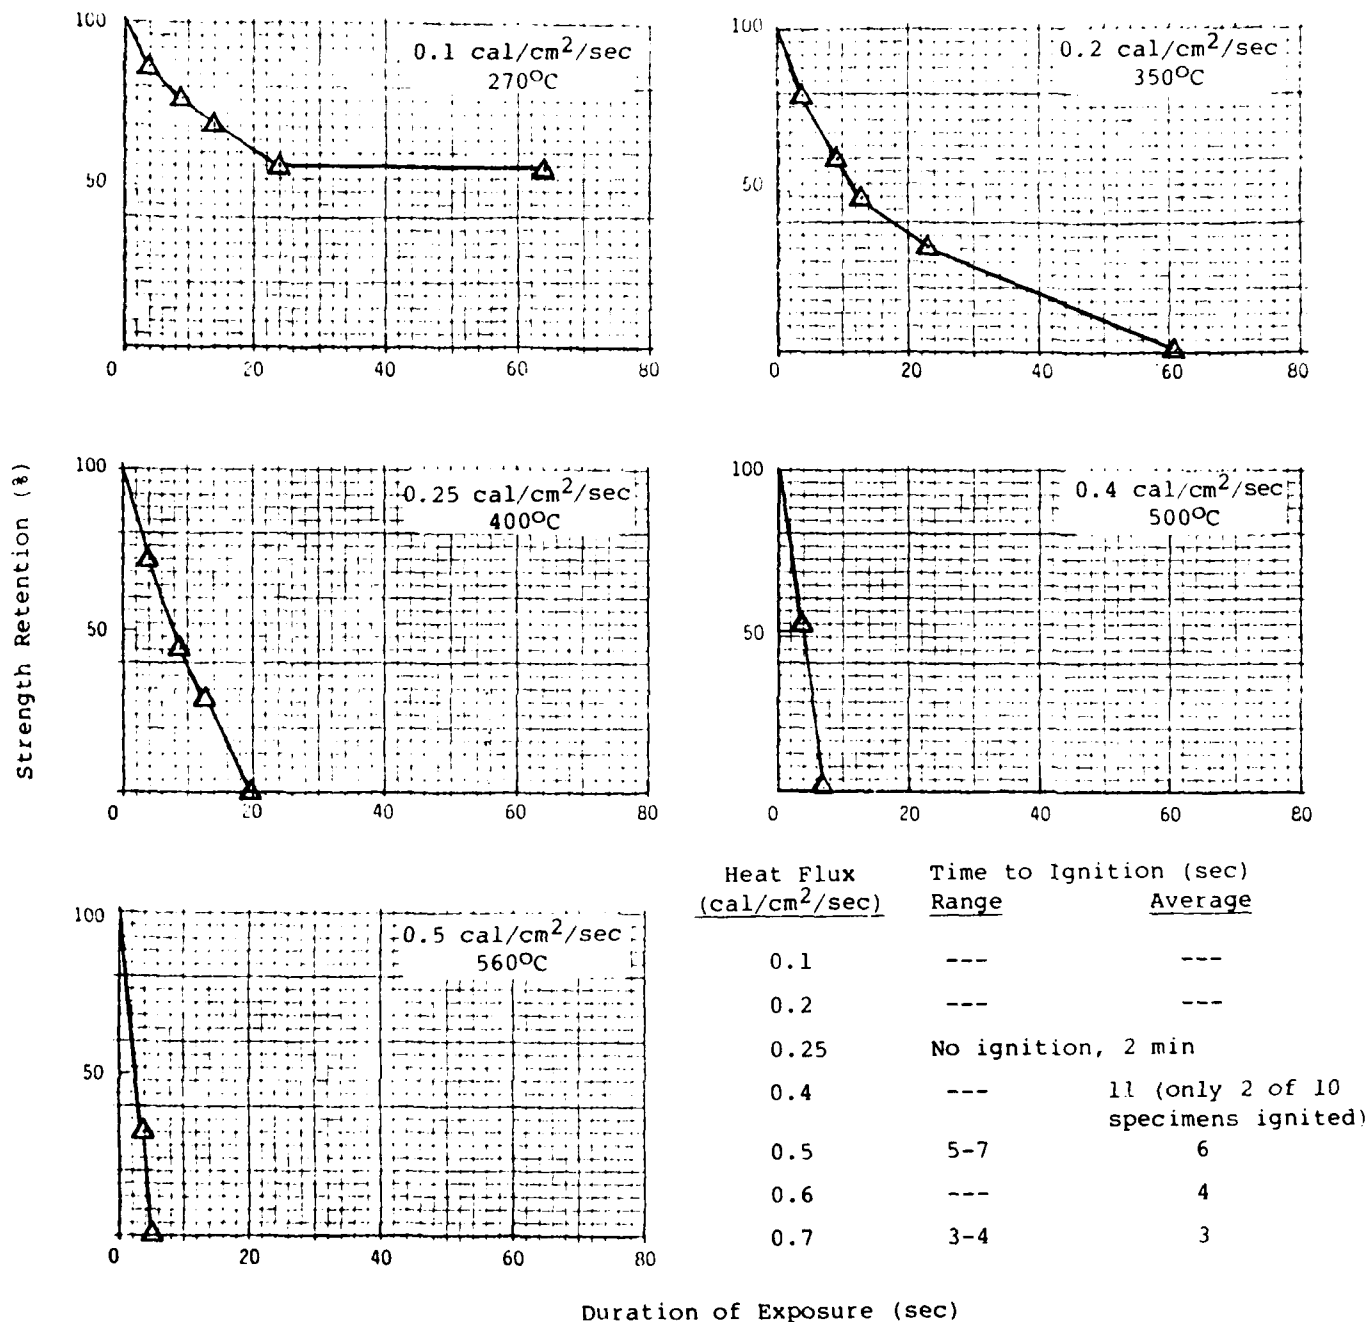 100
0.1 cal/cm²/sec
270°C
50
0 20 40 60 80
100
0.2 cal/cm²/sec
350°C
50
0 20 40 60 80
Strength Retention (%)
100
0.25 cal/cm²/sec
400°C
50
0 20 40 60 80
100
0.4 cal/cm²/sec
500°C
50
0 20 40 60 80
100
0.5 cal/cm²/sec
560°C
50
0 20 40 60 80
Heat Flux Time to Ignition (sec)
(cal/cm²/sec) Range Average
0.1 --- ---
0.2 --- ---
0.25 No ignition, 2 min
0.4 --- 11 (only 2 of 10
specimens ignited)
0.5 5-7 6
0.6 --- 4
0.7 3-4 3
Duration of Exposure (sec)